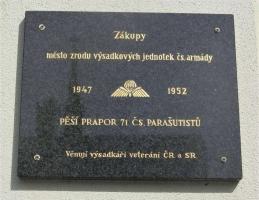 Zákupy
město zrodu výsadkových jednotek čs. armády
1947 1952
PĚŠÍ PRAPOR 71 ČS. PARAŠUTISTŮ
Věnují výsadkáři veteráni ČR a SR